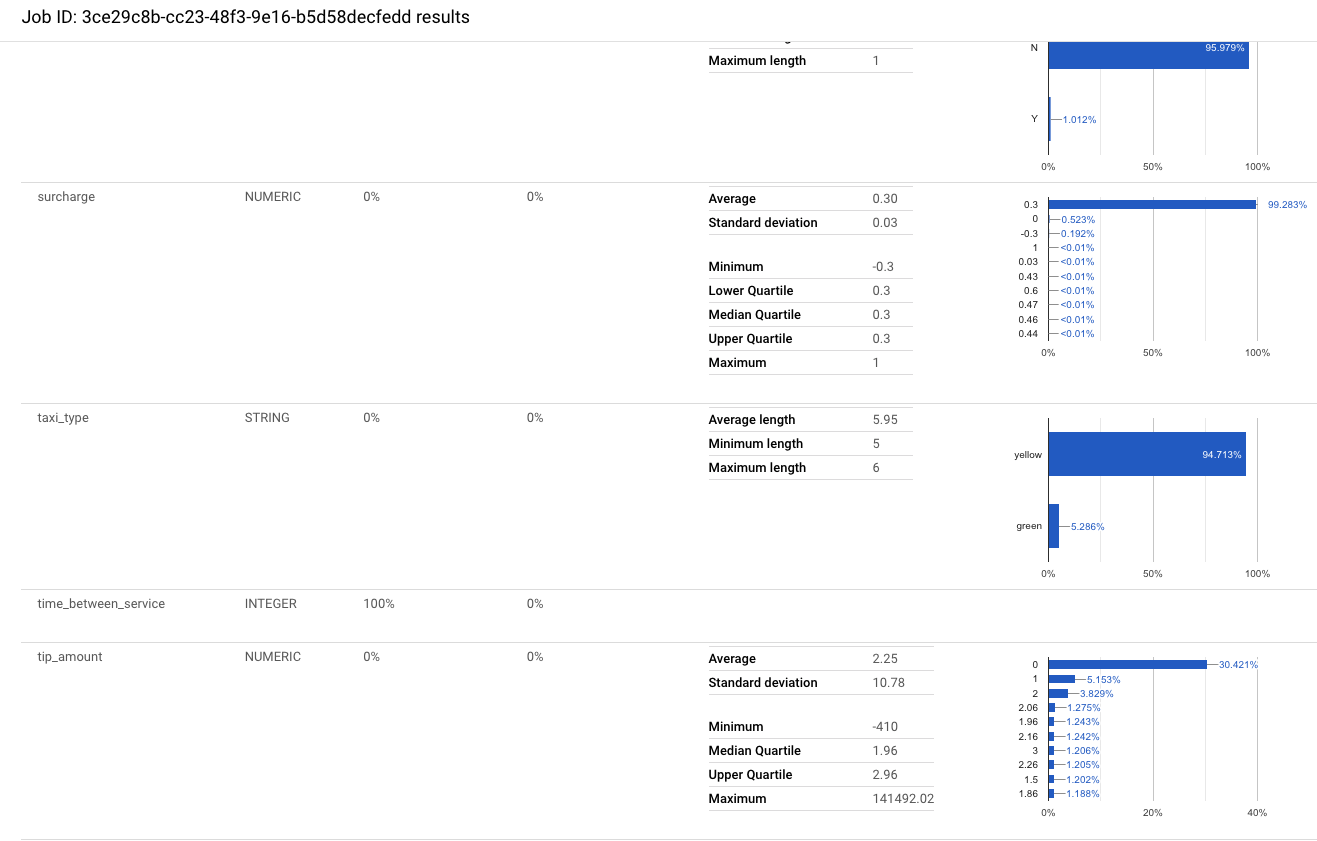 Job ID: 3ce29c8b-cc23-48f3-9e16-b5d58decfedd results
Maximum length 1
N 95.979%
Y 1.012%
0% 50% 100%
surcharge NUMERIC 0% 0%
Average 0.30
Standard deviation 0.03
Minimum -0.3
Lower Quartile 0.3
Median Quartile 0.3
Upper Quartile 0.3
Maximum 1
0.3 99.283%
0 0.523%
-0.3 0.192%
1 <0.01%
0.03 <0.01%
0.43 <0.01%
0.6 <0.01%
0.47 <0.01%
0.46 <0.01%
0.44 <0.01%
0% 50% 100%
taxi_type STRING 0% 0%
Average length 5.95
Minimum length 5
Maximum length 6
yellow 94.713%
green 5.286%
0% 50% 100%
time_between_service INTEGER 100% 0%
tip_amount NUMERIC 0% 0%
Average 2.25
Standard deviation 10.78
Minimum -410
Median Quartile 1.96
Upper Quartile 2.96
Maximum 141492.02
0 30.421%
1 5.153%
2 3.829%
2.06 1.275%
1.96 1.243%
2.16 1.242%
3 1.206%
2.26 1.205%
1.5 1.202%
1.86 1.188%
0% 20% 40%